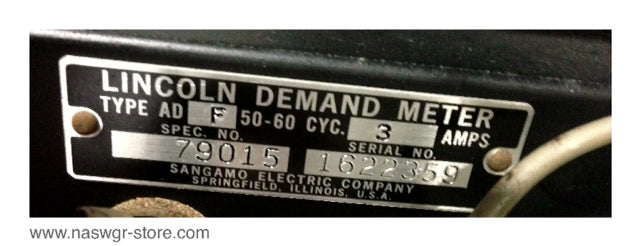 LINCOLN DEMAND METER
TYPE AD F 50-60 CYC. 3 AMPS
SPEC. NO. SERIAL NO.
79015 1622359
SANGAMO ELECTRIC COMPANY
SPRINGFIELD, ILLINOIS, U.S.A.
www.naswgr-store.com